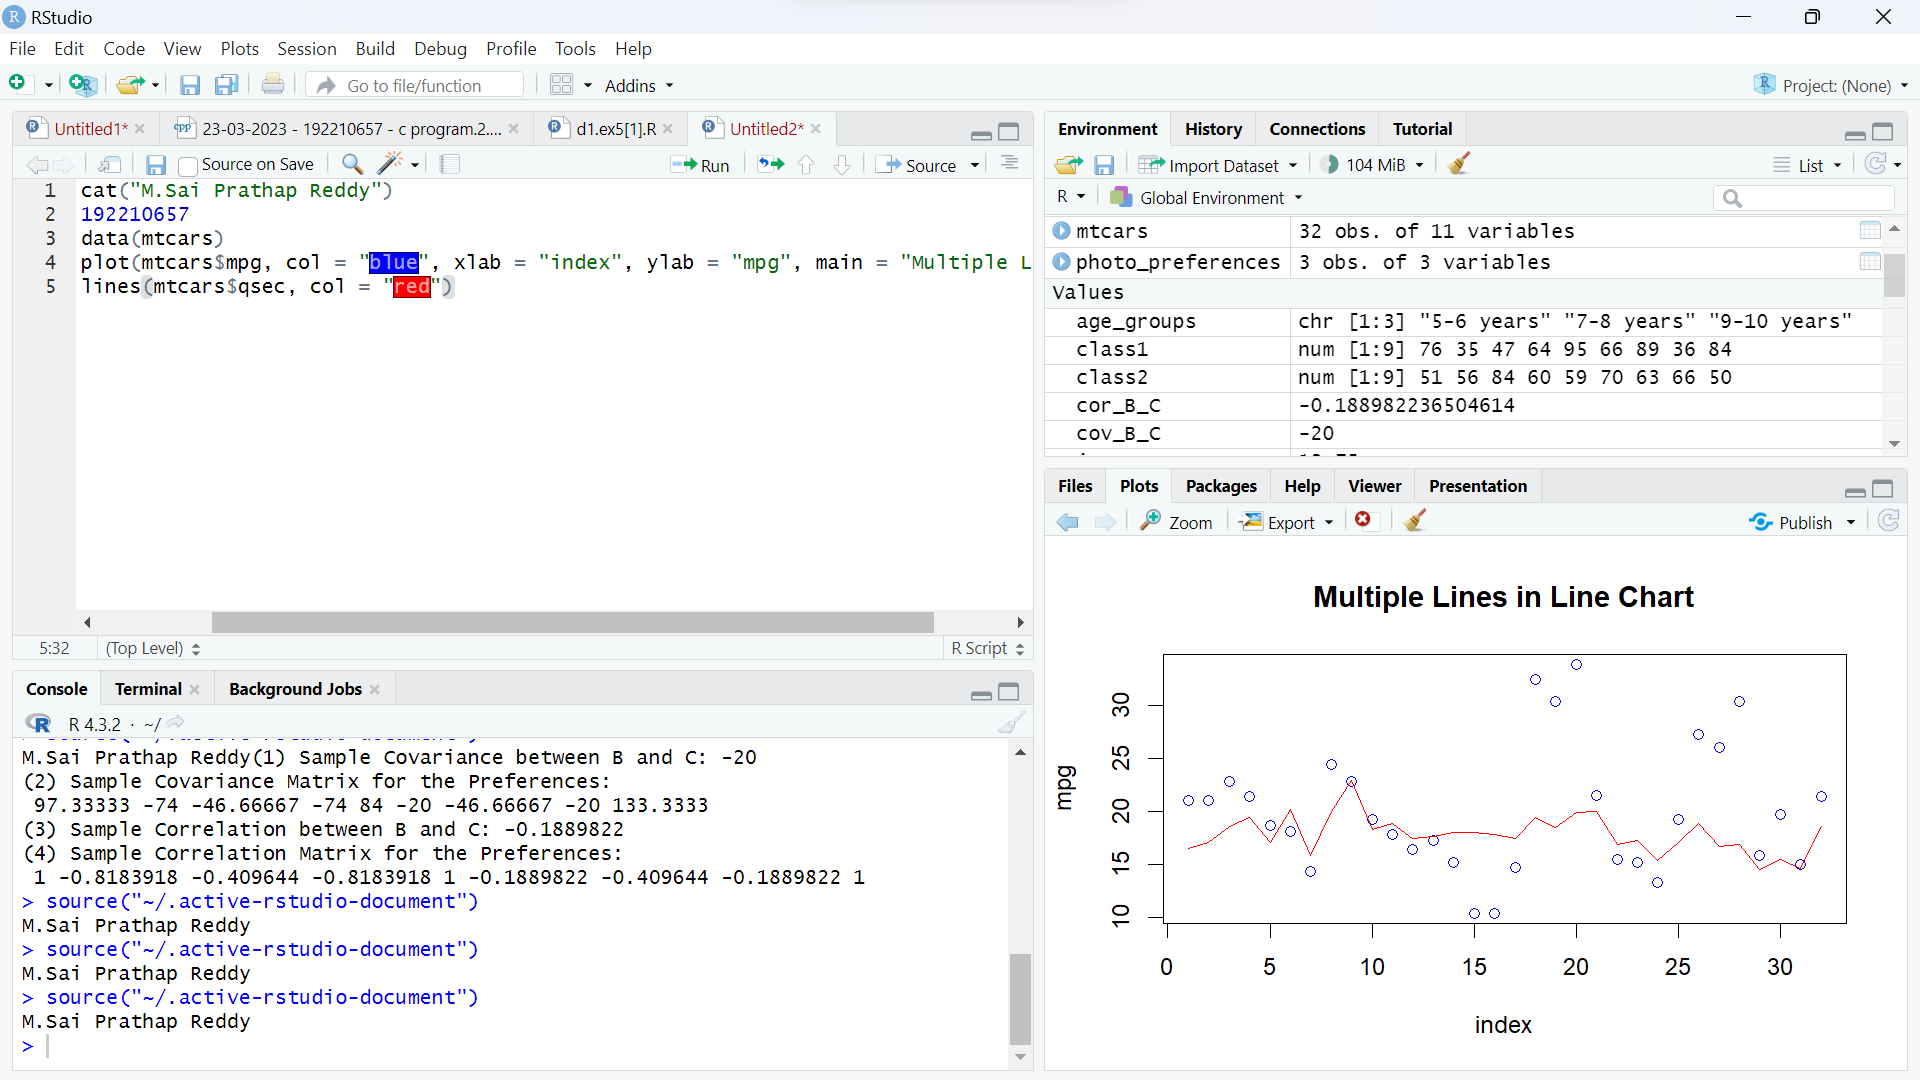 RStudio
File Edit Code View Plots Session Build Debug Profile Tools Help
Go to file/function Addins Project: (None)
Untitled1* 23-03-2023 - 192210657 - c program.2.... d1.ex5[1].R Untitled2*
Source on Save Run Source
1 cat("M.Sai Prathap Reddy")
2 192210657
3 data(mtcars)
4 plot(mtcars$mpg, col = "blue", xlab = "index", ylab = "mpg", main = "Multiple L
5 lines(mtcars$qsec, col = "red")
5:32 (Top Level) R Script
Console Terminal Background Jobs
R 4.3.2 · ~/
M.Sai Prathap Reddy(1) Sample Covariance between B and C: -20
(2) Sample Covariance Matrix for the Preferences:
97.33333 -74 -46.66667 -74 84 -20 -46.66667 -20 133.3333
(3) Sample Correlation between B and C: -0.1889822
(4) Sample Correlation Matrix for the Preferences:
1 -0.8183918 -0.409644 -0.8183918 1 -0.1889822 -0.409644 -0.1889822 1
> source("~/.active-rstudio-document")
M.Sai Prathap Reddy
> source("~/.active-rstudio-document")
M.Sai Prathap Reddy
> source("~/.active-rstudio-document")
M.Sai Prathap Reddy
>
Environment History Connections Tutorial
Import Dataset 104 MiB List
R Global Environment
mtcars 32 obs. of 11 variables
photo_preferences 3 obs. of 3 variables
Values
age_groups chr [1:3] "5-6 years" "7-8 years" "9-10 years"
class1 num [1:9] 76 35 47 64 95 66 89 36 84
class2 num [1:9] 51 56 84 60 59 70 63 66 50
cor_B_C -0.188982236504614
cov_B_C -20
Files Plots Packages Help Viewer Presentation
Zoom Export Publish
Multiple Lines in Line Chart
mpg
30
25
20
15
10
0 5 10 15 20 25 30
index